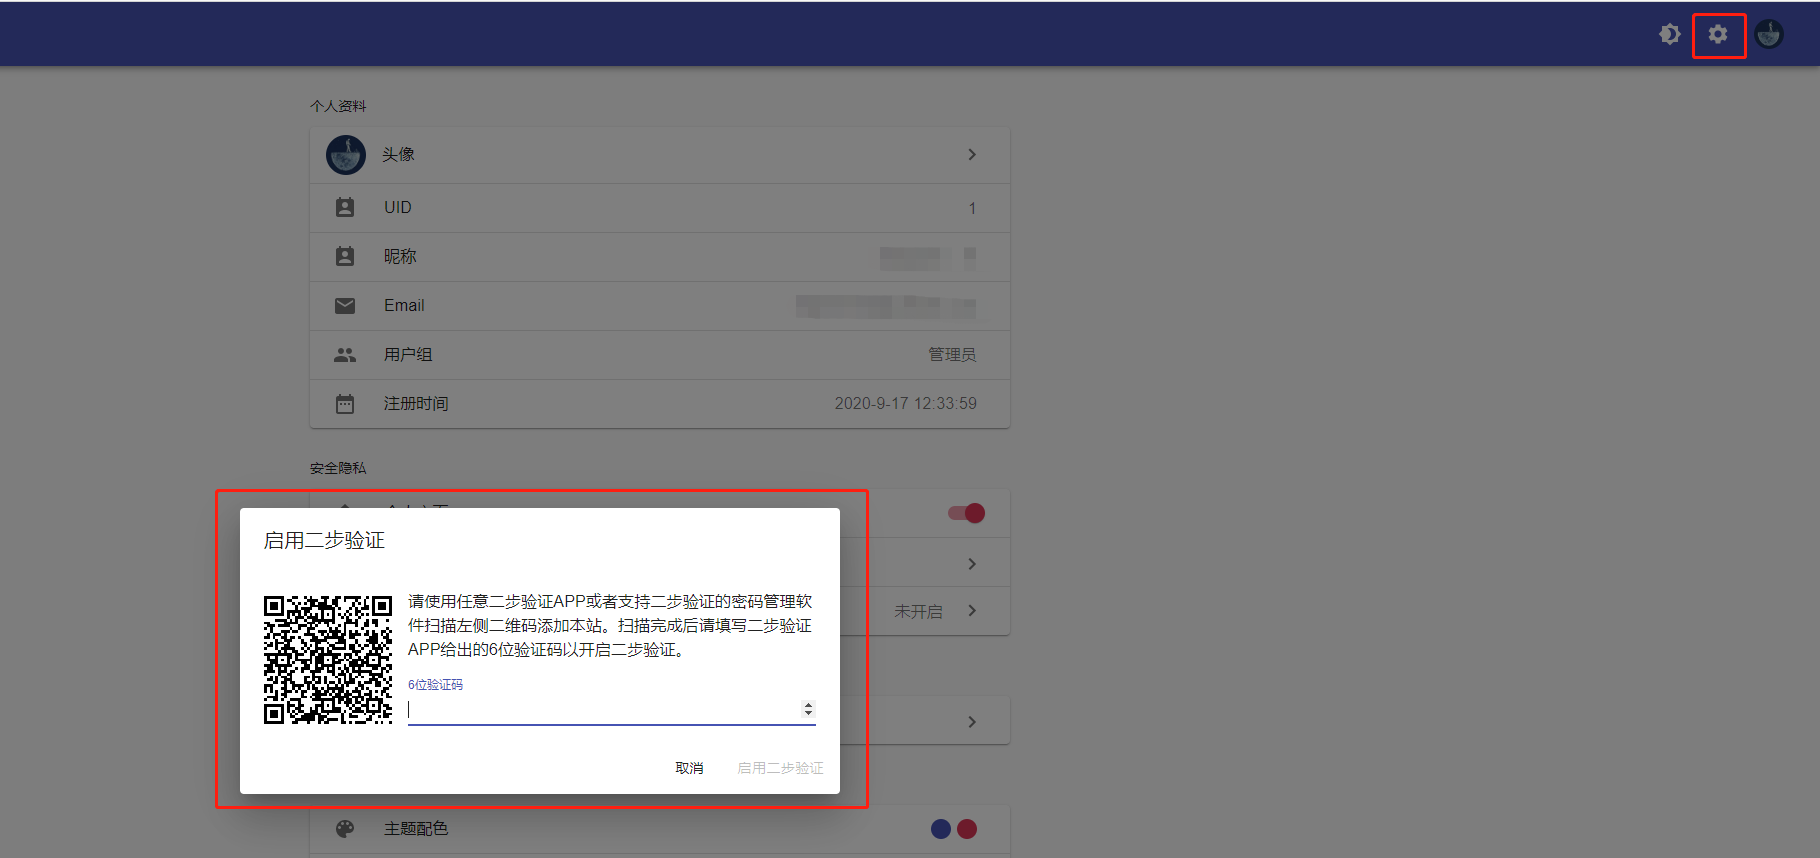 个人资料
头像
UID 1
昵称
Email
用户组 管理员
注册时间 2020-9-17 12:33:59
安全隐私
未开启
启用二步验证
请使用任意二步验证APP或者支持二步验证的密码管理软
件扫描左侧二维码添加本站。扫描完成后请填写二步验证
APP给出的6位验证码以开启二步验证。
6位验证码
取消 启用二步验证
主题配色